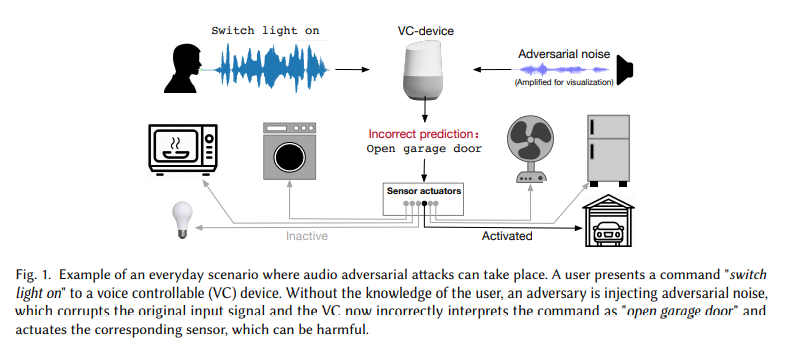 Switch light on
VC-device
Adversarial noise
(Amplified for visualization)
Incorrect prediction:
Open garage door
Sensor actuators
Inactive
Activated
Fig. 1. Example of an everyday scenario where audio adversarial attacks can take place. A user presents a command "switch
light on" to a voice controllable (VC) device. Without the knowledge of the user, an adversary is injecting adversarial noise,
which corrupts the original input signal and the VC now incorrectly interprets the command as "open garage door" and
actuates the corresponding sensor, which can be harmful.